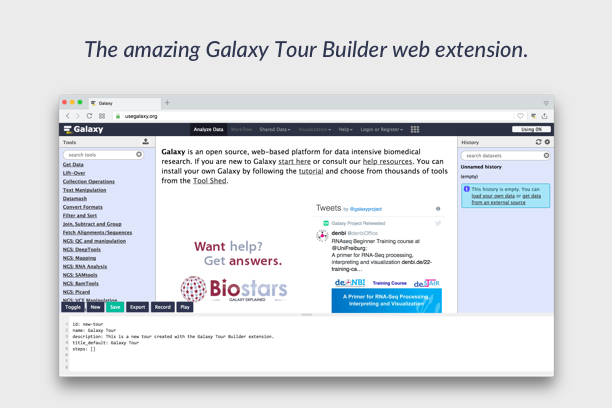 The amazing Galaxy Tour Builder web extension.
Galaxy
usegalaxy.org
Galaxy
Analyze Data Workflow Shared Data Visualization Help Login or Register
Using 0%
Tools
search tools
Get Data
Lift-Over
Collection Operations
Text Manipulation
Datamash
Convert Formats
Filter and Sort
Join, Subtract and Group
Fetch Alignments/Sequences
NGS: QC and manipulation
NGS: DeepTools
NGS: Mapping
NGS: RNA Analysis
NGS: SAMtools
NGS: BamTools
NGS: Picard
NGS: VCF Manipulation
Galaxy is an open source, web-based platform for data intensive biomedical
research. If you are new to Galaxy start here or consult our help resources. You can
install your own Galaxy by following the tutorial and choose from thousands of tools
from the Tool Shed.
Want help?
Get answers.
Biostars
GALAXY EXPLAINED
Tweets by @galaxyproject
Galaxy Project Retweeted
denbi @denbiOffice
RNAseq Beginner Training course at
@UniFreiburg:
A primer for RNA-Seq processing,
interpreting and visualization denbi.de/22-
training-ca…
de.NBI Training Course de.STAIR
A Primer for RNA-Seq Processing,
Interpreting and Visualization
History
search datasets
Unnamed history
(empty)
This history is empty. You can
load your own data or get data
from an external source
Toggle New Save Export Record Play
1 id: new-tour
2 name: Galaxy Tour
3 description: This is a new tour created with the Galaxy Tour Builder extension.
4 title_default: Galaxy Tour
5 steps: []
6
7
8